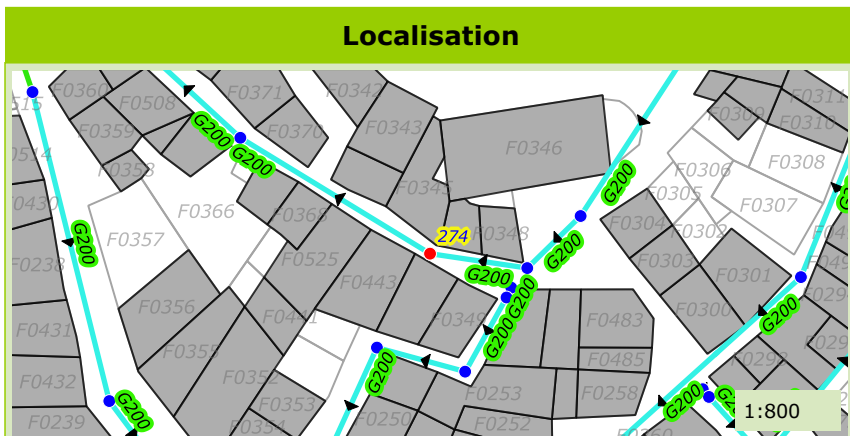 Localisation
F0360
F0508
F0371
F0342
F0311
F0309
F0310
F0359
G200
F0370
F0343
F0346
F0358
G200
F0308
F0306
G200
F0345
F0305
F0307
F0366
F0368
F0304
F0302
274
F0348
F0357
G200
G200
F0238
F0525
F0303
F0301
F0443
G200
G200
F0356
F0441
F0349
F0300
G200
F0431
F0483
G200
F0355
F0485
G200
F0352
F0432
F0253
F0258
F0353
G200
G200
F0239
F0250
F0252
F0354
1:800